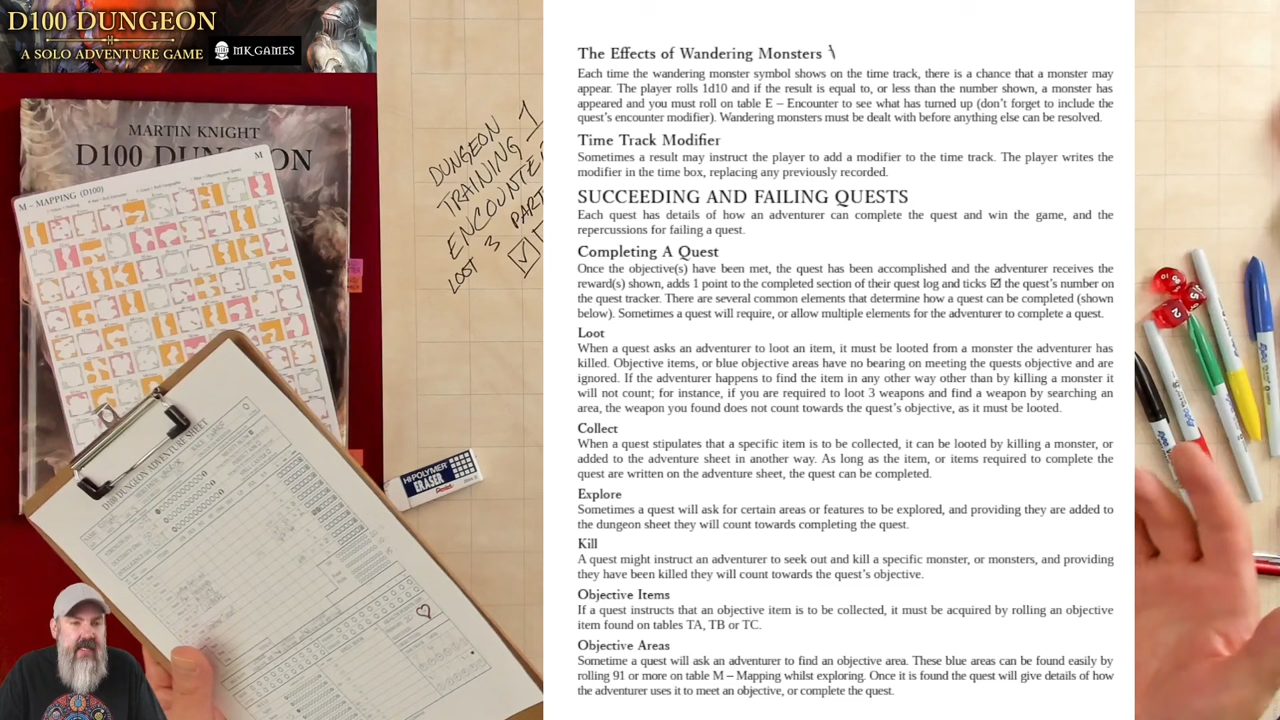 D100 DUNGEON
A SOLO ADVENTURE GAME
MK GAMES
MARTIN KNIGHT
D100 DUNGEON
M
M – MAPPING (D100)
DUNGEON 1
TRAINING
ENCOUNTE
LOST 3 PART
D100 DUNGEON ADVENTURE SHEET
HI-POLYMER
ERASER
Pentel
The Effects of Wandering Monsters
Each time the wandering monster symbol shows on the time track, there is a chance that a monster may
appear. The player rolls 1d10 and if the result is equal to, or less than the number shown, a monster has
appeared and you must roll on table E – Encounter to see what has turned up (don't forget to include the
quest's encounter modifier). Wandering monsters must be dealt with before anything else can be resolved.
Time Track Modifier
Sometimes a result may instruct the player to add a modifier to the time track. The player writes the
modifier in the time box, replacing any previously recorded.
SUCCEEDING AND FAILING QUESTS
Each quest has details of how an adventurer can complete the quest and win the game, and the
repercussions for failing a quest.
Completing A Quest
Once the objective(s) have been met, the quest has been accomplished and the adventurer receives the
reward(s) shown, adds 1 point to the completed section of their quest log and ticks ☑ the quest's number on
the quest tracker. There are several common elements that determine how a quest can be completed (shown
below). Sometimes a quest will require, or allow multiple elements for the adventurer to complete a quest.
Loot
When a quest asks an adventurer to loot an item, it must be looted from a monster the adventurer has
killed. Objective items, or blue objective areas have no bearing on meeting the quests objective and are
ignored. If the adventurer happens to find the item in any other way other than by killing a monster it
will not count; for instance, if you are required to loot 3 weapons and find a weapon by searching an
area, the weapon you found does not count towards the quest's objective, as it must be looted.
Collect
When a quest stipulates that a specific item is to be collected, it can be looted by killing a monster, or
added to the adventure sheet in another way. As long as the item, or items required to complete the
quest are written on the adventure sheet, the quest can be completed.
Explore
Sometimes a quest will ask for certain areas or features to be explored, and providing they are added to
the dungeon sheet they will count towards completing the quest.
Kill
A quest might instruct an adventurer to seek out and kill a specific monster, or monsters, and providing
they have been killed they will count towards the quest's objective.
Objective Items
If a quest instructs that an objective item is to be collected, it must be acquired by rolling an objective
item found on tables TA, TB or TC.
Objective Areas
Sometime a quest will ask an adventurer to find an objective area. These blue areas can be found easily by
rolling 91 or more on table M – Mapping whilst exploring. Once it is found the quest will give details of how
the adventurer uses it to meet an objective, or complete the quest.